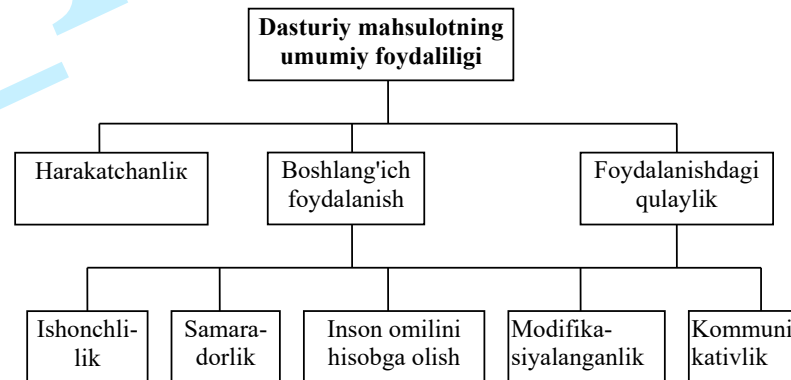 Dasturiy mahsulotning
umumiy foydaliligi
Harakatchanliк
Boshlang'ich
foydalanish
Foydalanishdagi
qulaylik
Ishonchli-
lik
Samara-
dorlik
Inson omilini
hisobga olish
Modifika-
siyalanganlik
Kommuni
kativlik